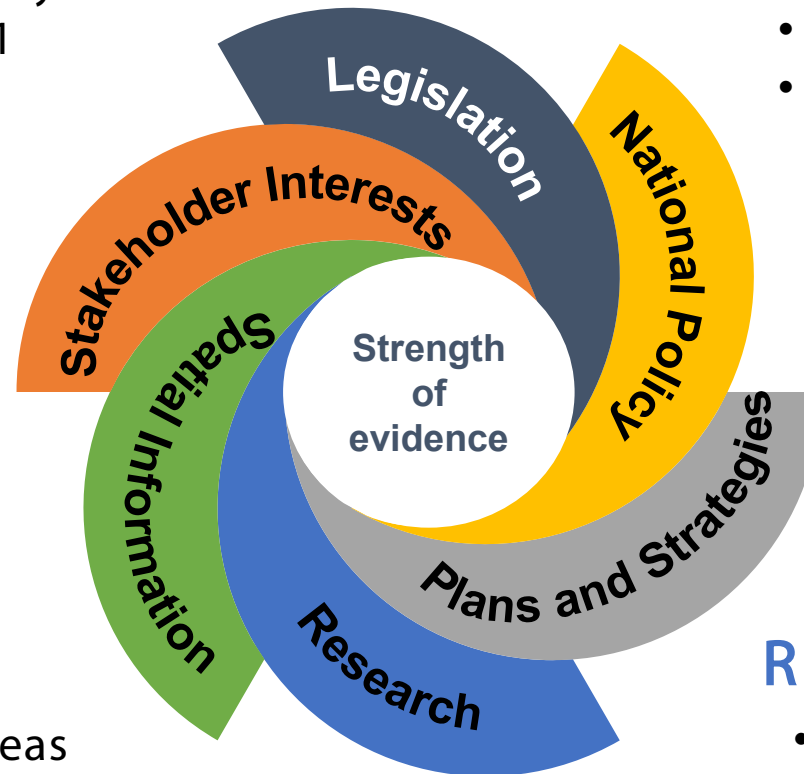 Legislation
National Policy
Stakeholder Interests
Strength
of
evidence
Spatial Information
Plans and Strategies
Research
R
eas